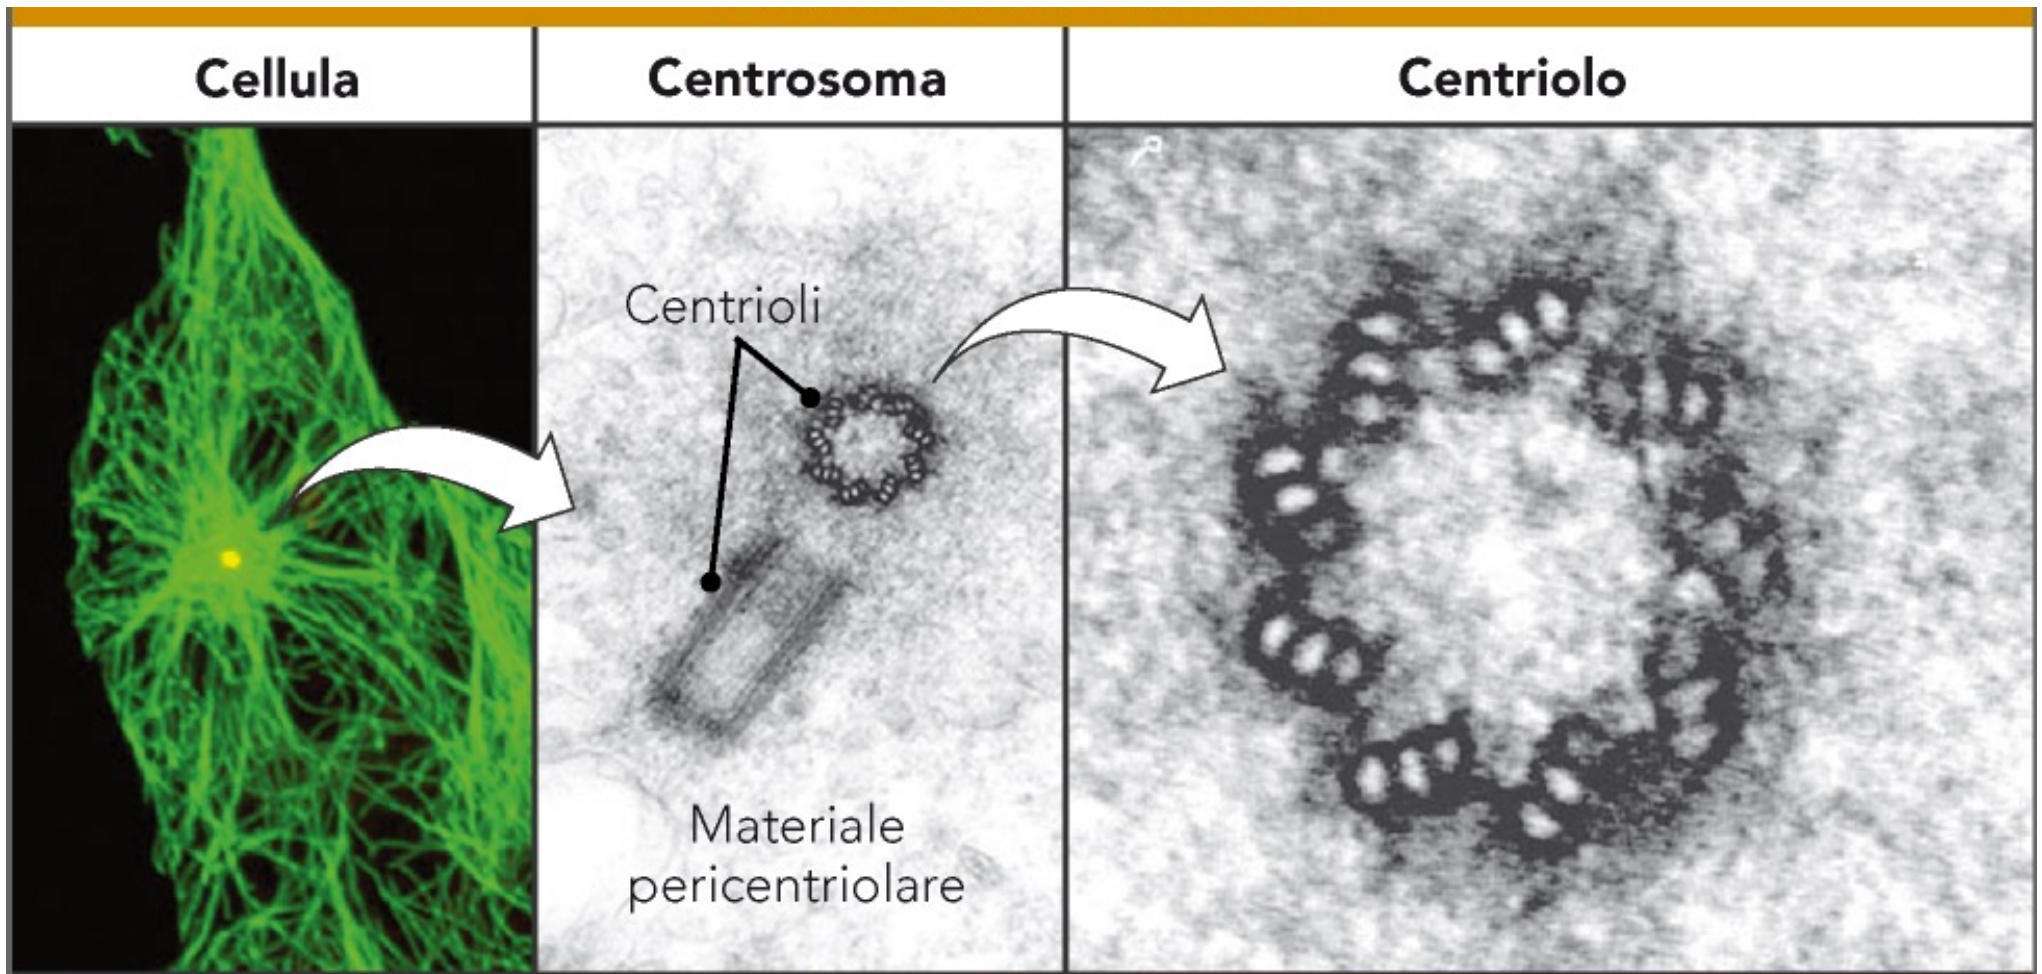 Cellula
Centrosoma
Centriolo
Centrioli
Materiale
pericentriolare